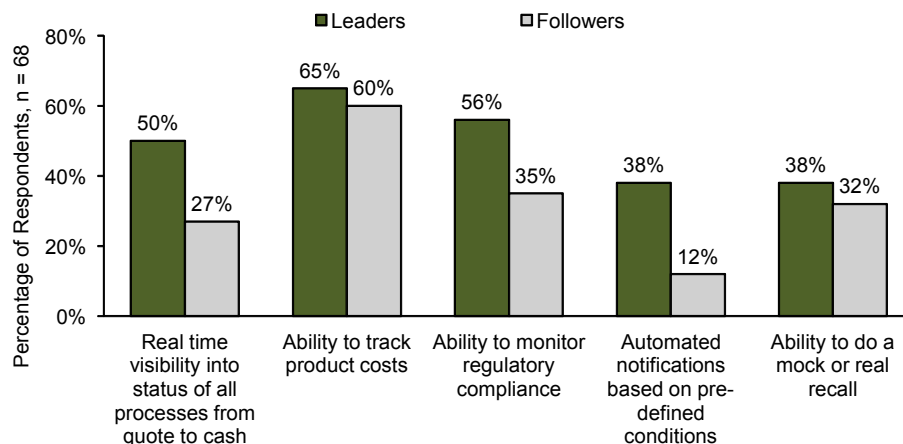 Leaders
Followers
Percentage of Respondents, n = 68
80%
60%
40%
20%
0%
50%
27%
65%
60%
56%
35%
38%
12%
38%
32%
Real time
visibility into
status of all
processes from
quote to cash
Ability to track
product costs
Ability to monitor
regulatory
compliance
Automated
notifications
based on pre-
defined
conditions
Ability to do a
mock or real
recall